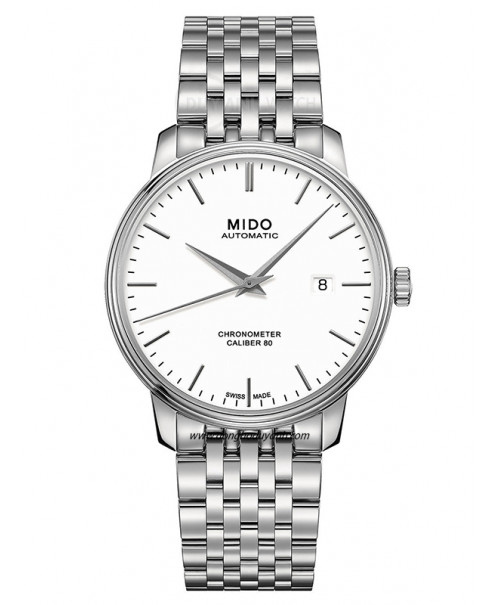 MIDO
AUTOMATIC
8
CHRONOMETER
CALIBER 80
SWISS MADE